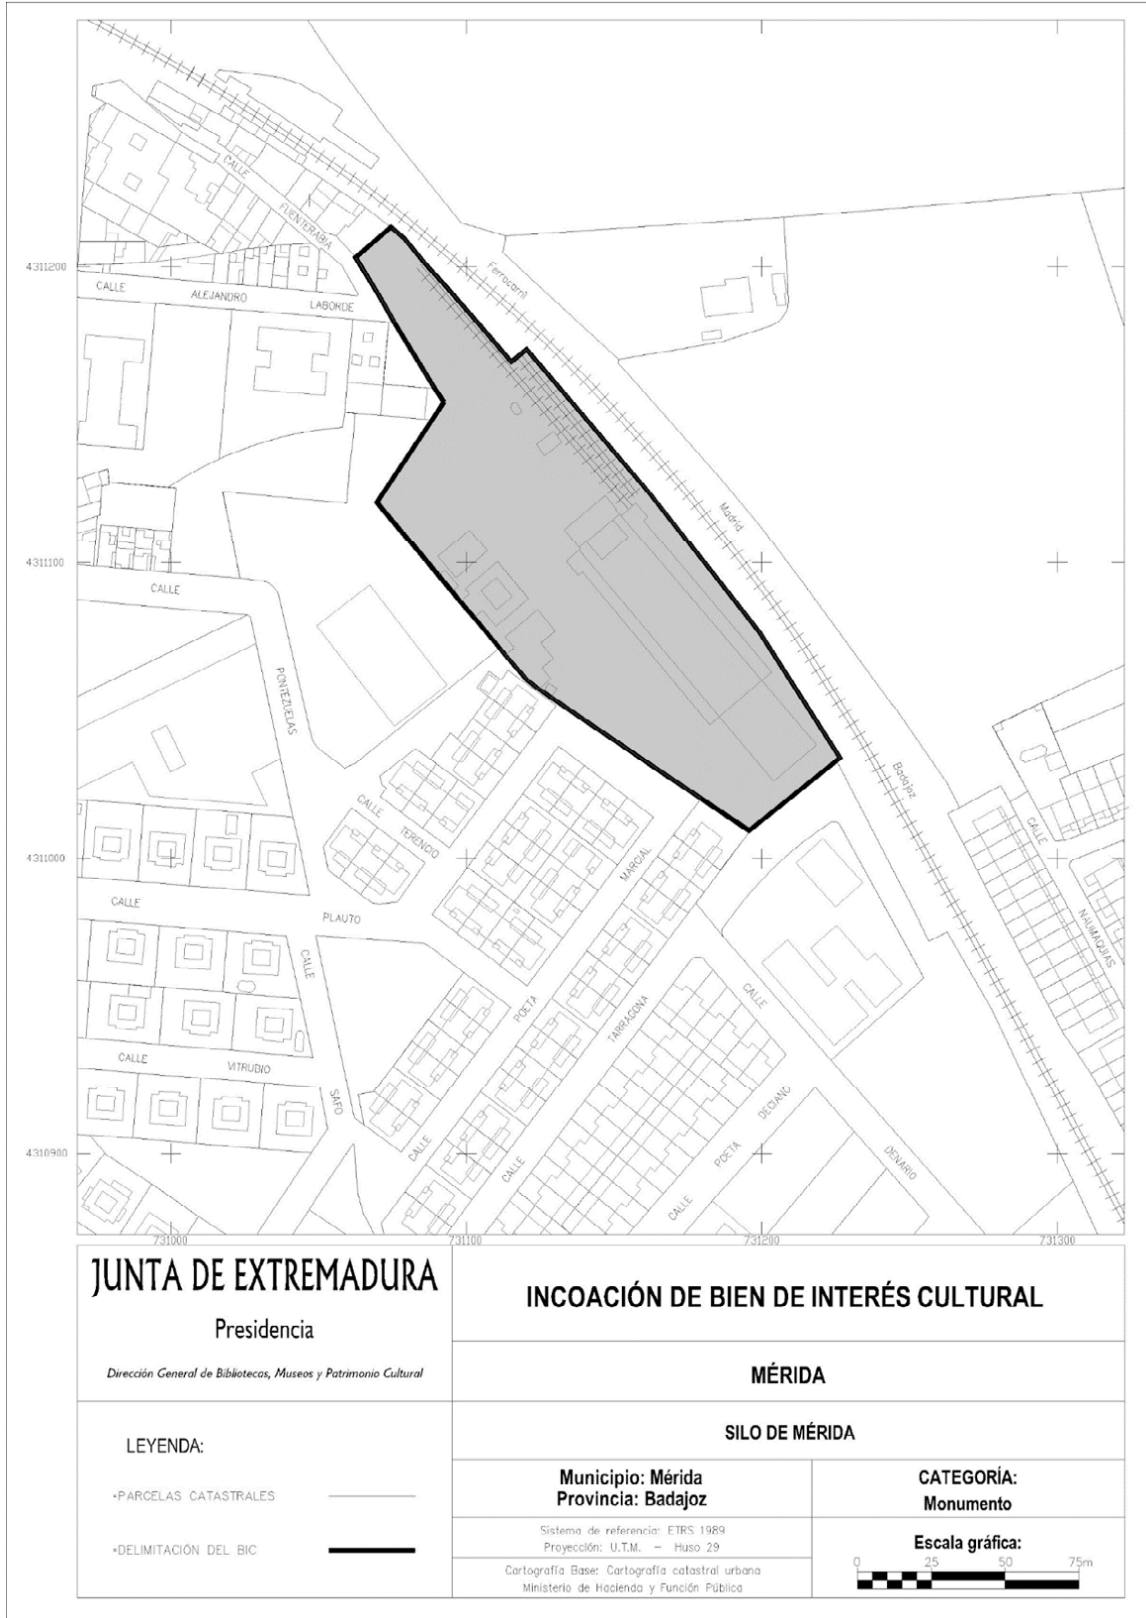 CALLE
FUENTERABIA
4311200
CALLE
ALEJANDRO
LABORDE
Ferrocarril
Madrid
4311100
CALLE
PONTEZUELAS
Badajoz
CALLE
TERENCIO
4311000
CALLE
PLAUTO
MARCIAL
CALLE
NAUMAQUIAS
CALLE
POETA
TARRAGONA
CALLE
CALLE
VITRUBIO
SAFO
POETA
DECIANO
4310900
CALLE
CALLE
CALLE
DENARIO
731000
731100
731200
731300
JUNTA DE EXTREMADURA
Presidencia
Dirección General de Bibliotecas, Museos y Patrimonio Cultural
INCOACIÓN DE BIEN DE INTERÉS CULTURAL
MÉRIDA
SILO DE MÉRIDA
LEYENDA:
•PARCELAS CATASTRALES
•DELIMITACIÓN DEL BIC
Municipio: Mérida
Provincia: Badajoz
Sistema de referencia: ETRS 1989
Proyección: U.T.M. – Huso 29
Cartografía Base: Cartografía catastral urbana
Ministerio de Hacienda y Función Pública
CATEGORÍA:
Monumento
Escala gráfica:
0 25 50 75m